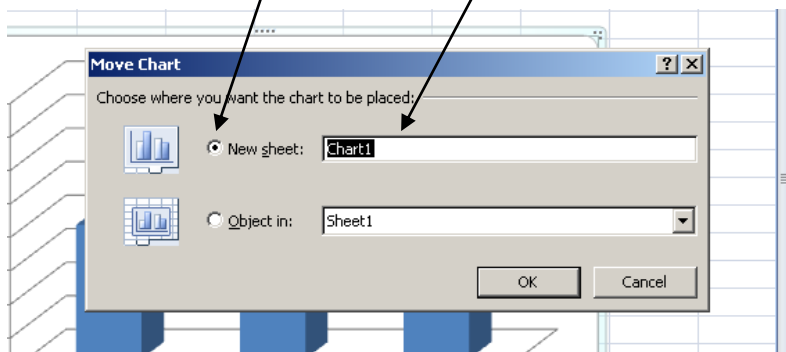 Move Chart
Choose where you want the chart to be placed:
New sheet: Chart1
Object in: Sheet1
OK Cancel